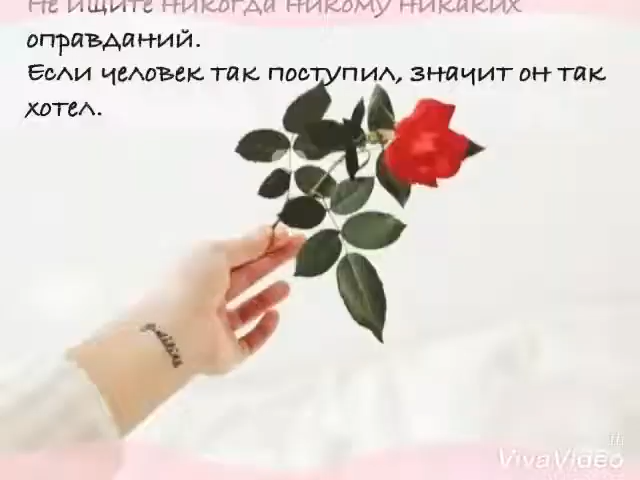 Не ищите никогда никому никаких
оправданий.
Если человек так поступил, значит он так
хотел.
VivaVideo